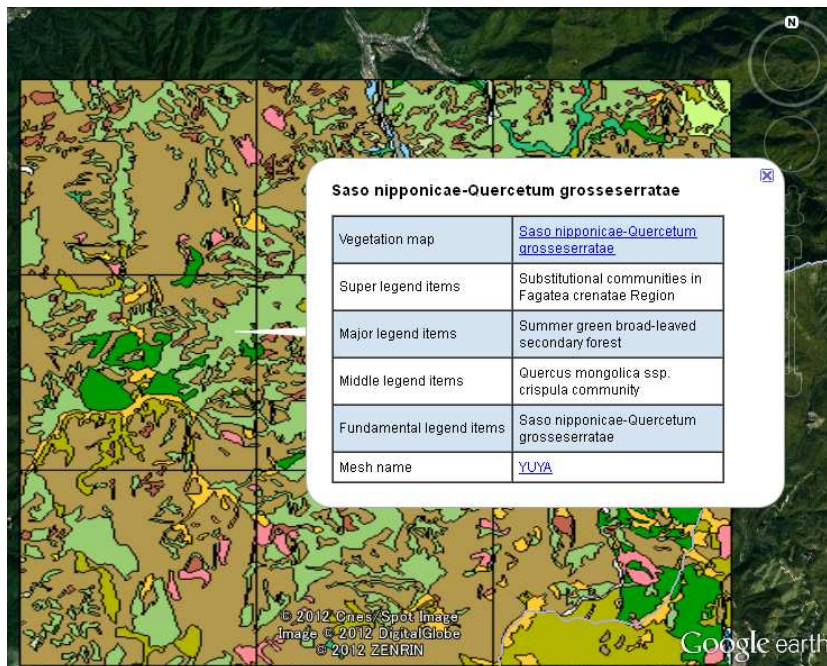 N
Saso nipponicae-Quercetum grosseserratae
Vegetation map
Saso nipponicae-Quercetum
grosseserratae
Super legend items
Substitutional communities in
Fagatea crenatae Region
Major legend items
Summer green broad-leaved
secondary forest
Middle legend items
Quercus mongolica ssp.
crispula community
Fundamental legend items
Saso nipponicae-Quercetum
grosseserratae
Mesh name
YUYA
© 2012 Cnes/Spot Image
Image © 2012 DigitalGlobe
© 2012 ZENRIN
Google earth